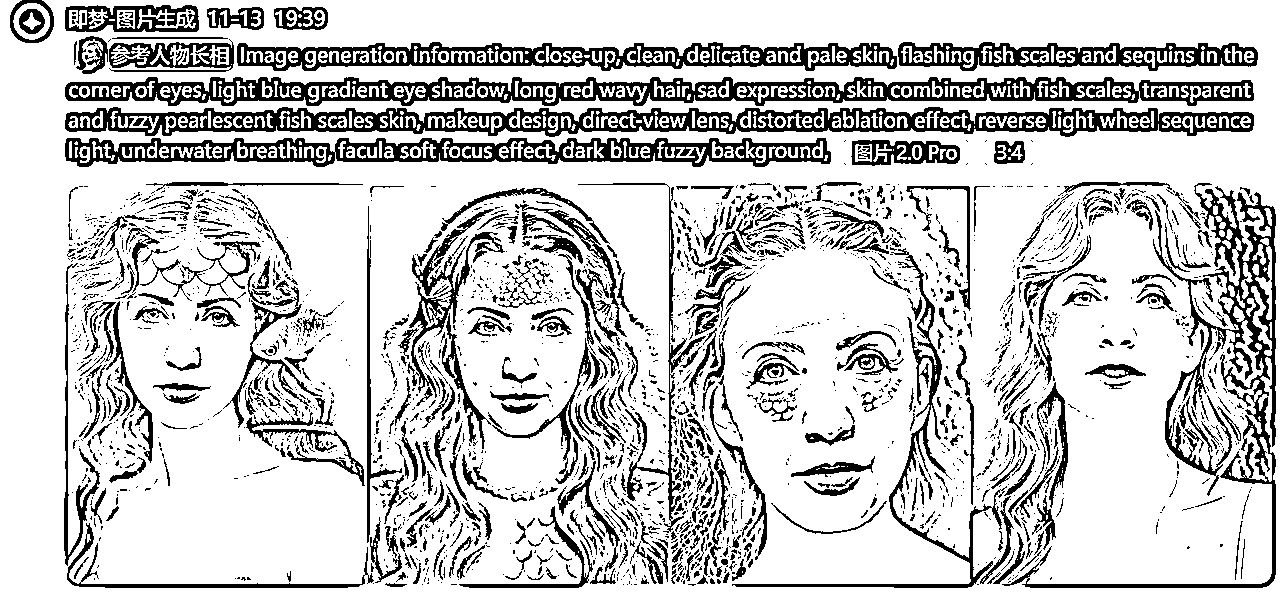 即梦-图片生成 11-13 19:39
参考人物长相 Image generation information: close-up, clean, delicate and pale skin, flashing fish scales and sequins in the
corner of eyes, light blue gradient eye shadow, long red wavy hair, sad expression, skin combined with fish scales, transparent
and fuzzy pearlescent fish scales skin, makeup design, direct-view lens, distorted ablation effect, reverse light wheel sequence
light, underwater breathing, facula soft focus effect, dark blue fuzzy background, 图片 2.0 Pro 3:4